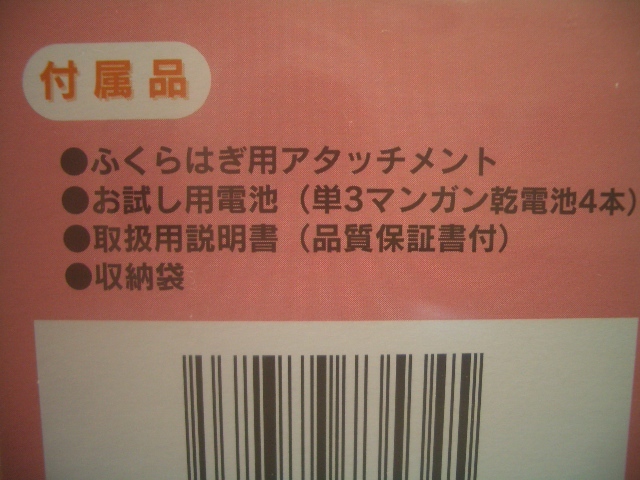 付属品
●ふくらはぎ用アタッチメント
●お試し用電池（単3マンガン乾電池4本）
●取扱用説明書（品質保証書付）
●収納袋